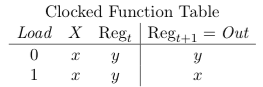 Clocked Function Table
Load X Reg_t Reg_{t+1} = Out
0 x y y
1 x y x